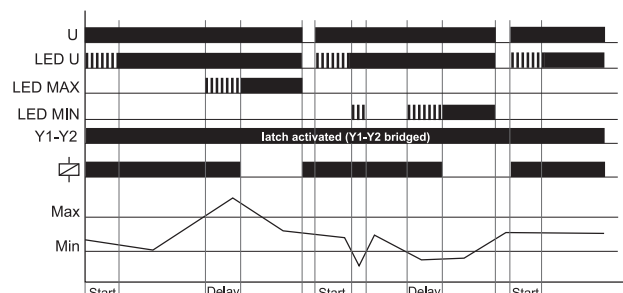 U
LED U
LED MAX
LED MIN
Y1-Y2
latch activated (Y1-Y2 bridged)
Max
Min
Start Delay Start Delay Start